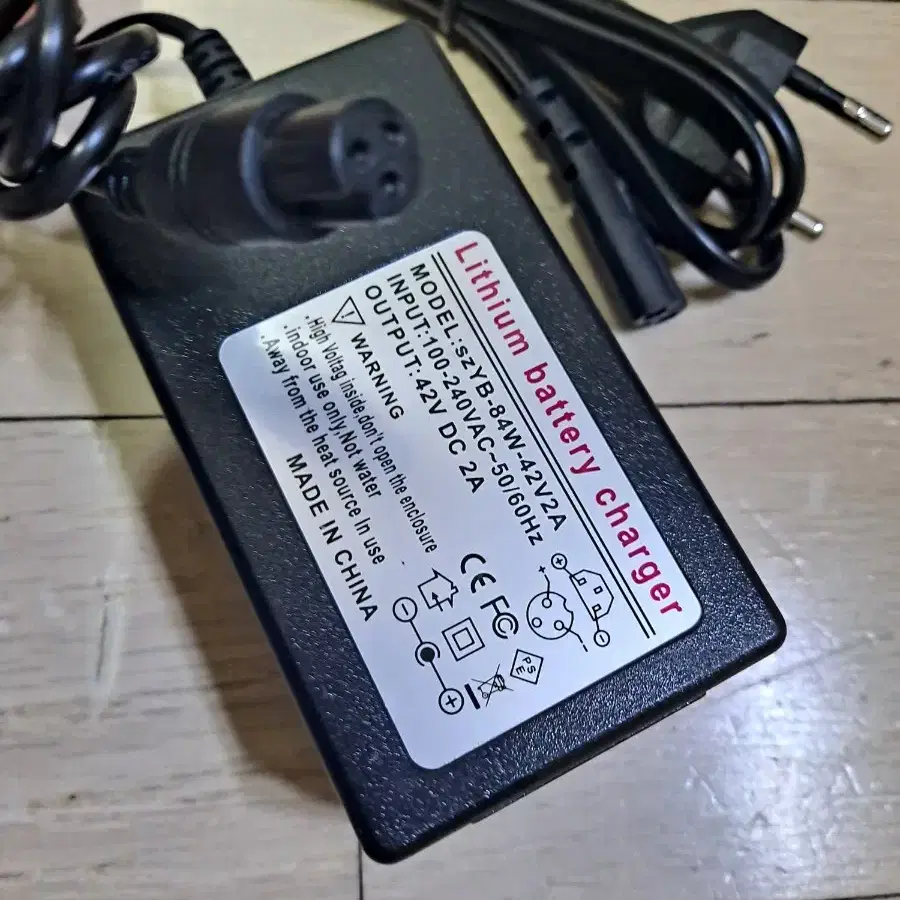 Lithium battery charger
MODEL:szYB-84W-42V2A
INPUT:100-240VAC~50/60Hz
OUTPUT:42V DC 2A
WARNING
.High Voltag inside,don't open the enclosure
.indoor use only,Not water
.Away from the heat source In use
MADE IN CHINA
CE FC
PS
E